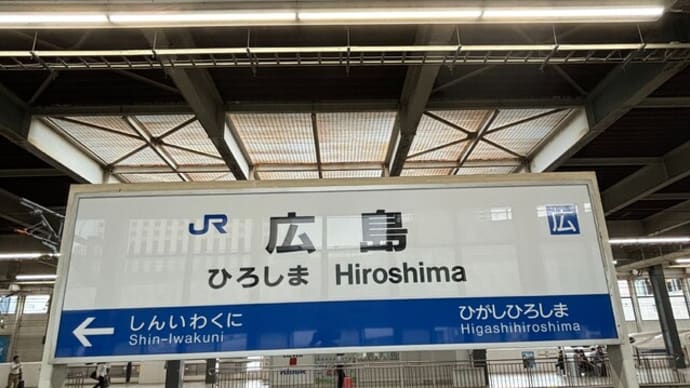 JR 広島 広
ひろしま Hiroshima
← しんいわくに ひがしひろしま
Shin-Iwakuni Higashihiroshima